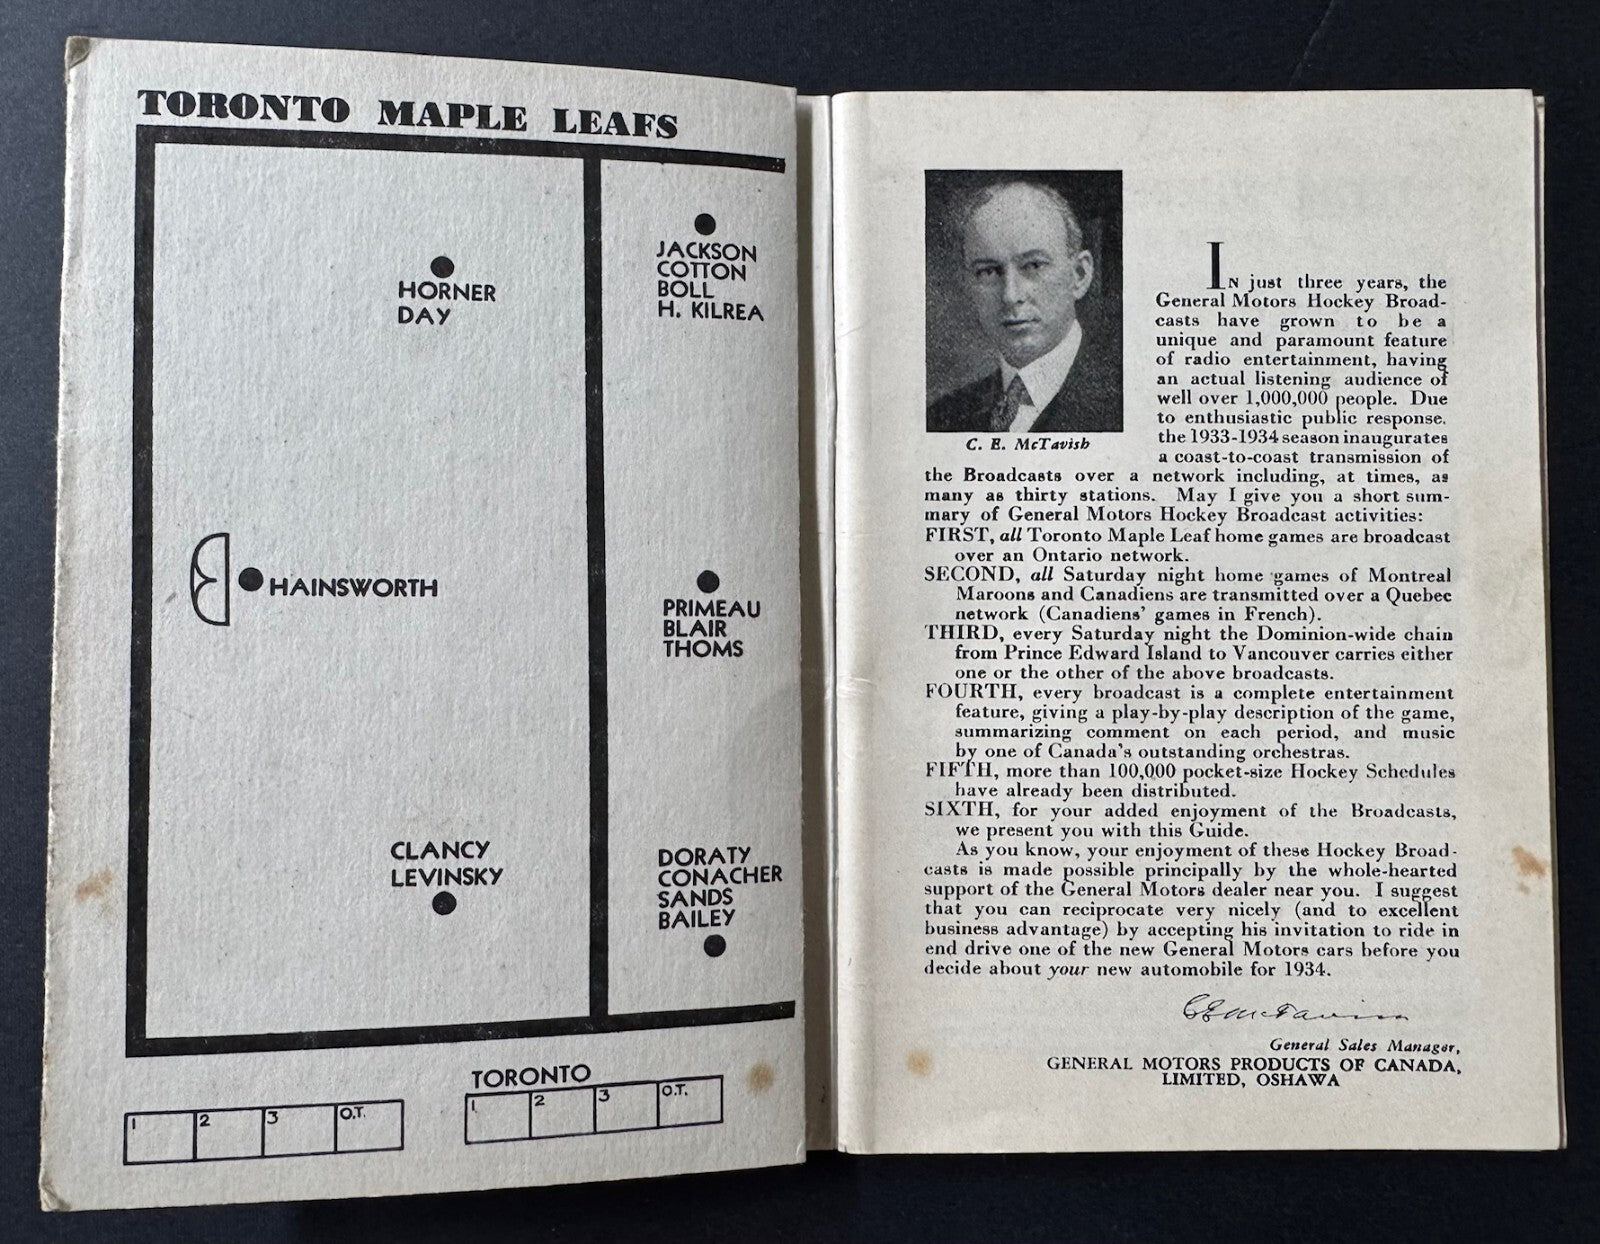 TORONTO MAPLE LEAFS
HORNER
DAY
JACKSON
COTTON
BOLL
H. KILREA
HAINSWORTH
PRIMEAU
BLAIR
THOMS
CLANCY
LEVINSKY
DORATY
CONACHER
SANDS
BAILEY
1 2 3 O.T.
TORONTO
1 2 3 O.T.
C. E. McTavish
IN just three years, the
General Motors Hockey Broad-
casts have grown to be a
unique and paramount feature
of radio entertainment, having
an actual listening audience of
well over 1,000,000 people. Due
to enthusiastic public response,
the 1933-1934 season inaugurates
a coast-to-coast transmission of
the Broadcasts over a network including, at times, as
many as thirty stations. May I give you a short sum-
mary of General Motors Hockey Broadcast activities:
FIRST, all Toronto Maple Leaf home games are broadcast
over an Ontario network.
SECOND, all Saturday night home games of Montreal
Maroons and Canadiens are transmitted over a Quebec
network (Canadiens' games in French).
THIRD, every Saturday night the Dominion-wide chain
from Prince Edward Island to Vancouver carries either
one or the other of the above broadcasts.
FOURTH, every broadcast is a complete entertainment
feature, giving a play-by-play description of the game,
summarizing comment on each period, and music
by one of Canada's outstanding orchestras.
FIFTH, more than 100,000 pocket-size Hockey Schedules
have already been distributed.
SIXTH, for your added enjoyment of the Broadcasts,
we present you with this Guide.
As you know, your enjoyment of these Hockey Broad-
casts is made possible principally by the whole-hearted
support of the General Motors dealer near you. I suggest
that you can reciprocate very nicely (and to excellent
business advantage) by accepting his invitation to ride in
end drive one of the new General Motors cars before you
decide about your new automobile for 1934.
C E McTavish
General Sales Manager,
GENERAL MOTORS PRODUCTS OF CANADA,
LIMITED, OSHAWA